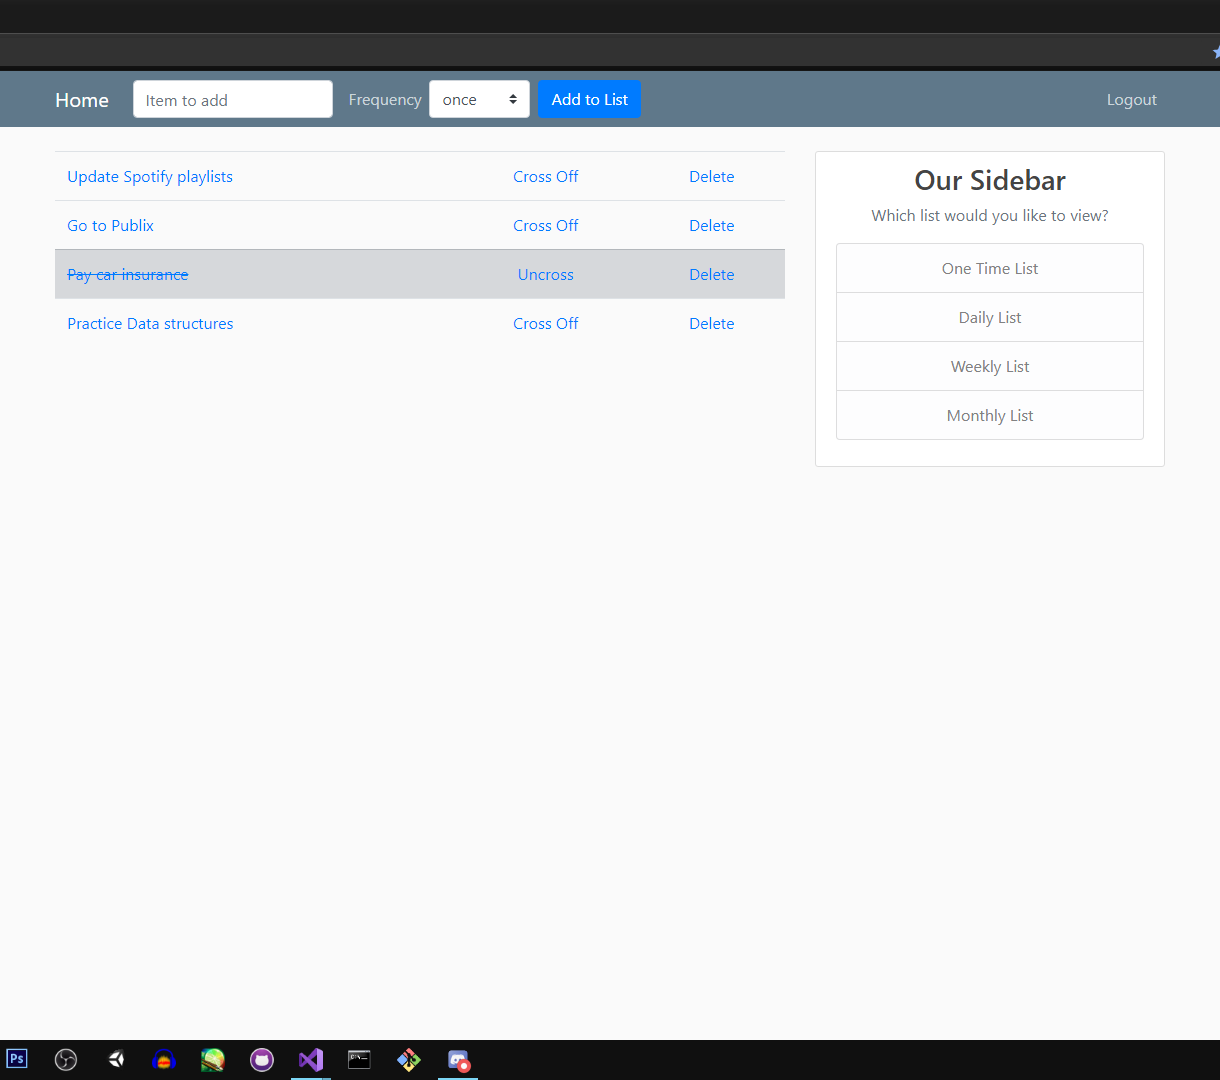 Home Item to add Frequency once Add to List Logout
Update Spotify playlists Cross Off Delete
Go to Publix Cross Off Delete
Pay car insurance Uncross Delete
Practice Data structures Cross Off Delete
Our Sidebar
Which list would you like to view?
One Time List
Daily List
Weekly List
Monthly List
Ps